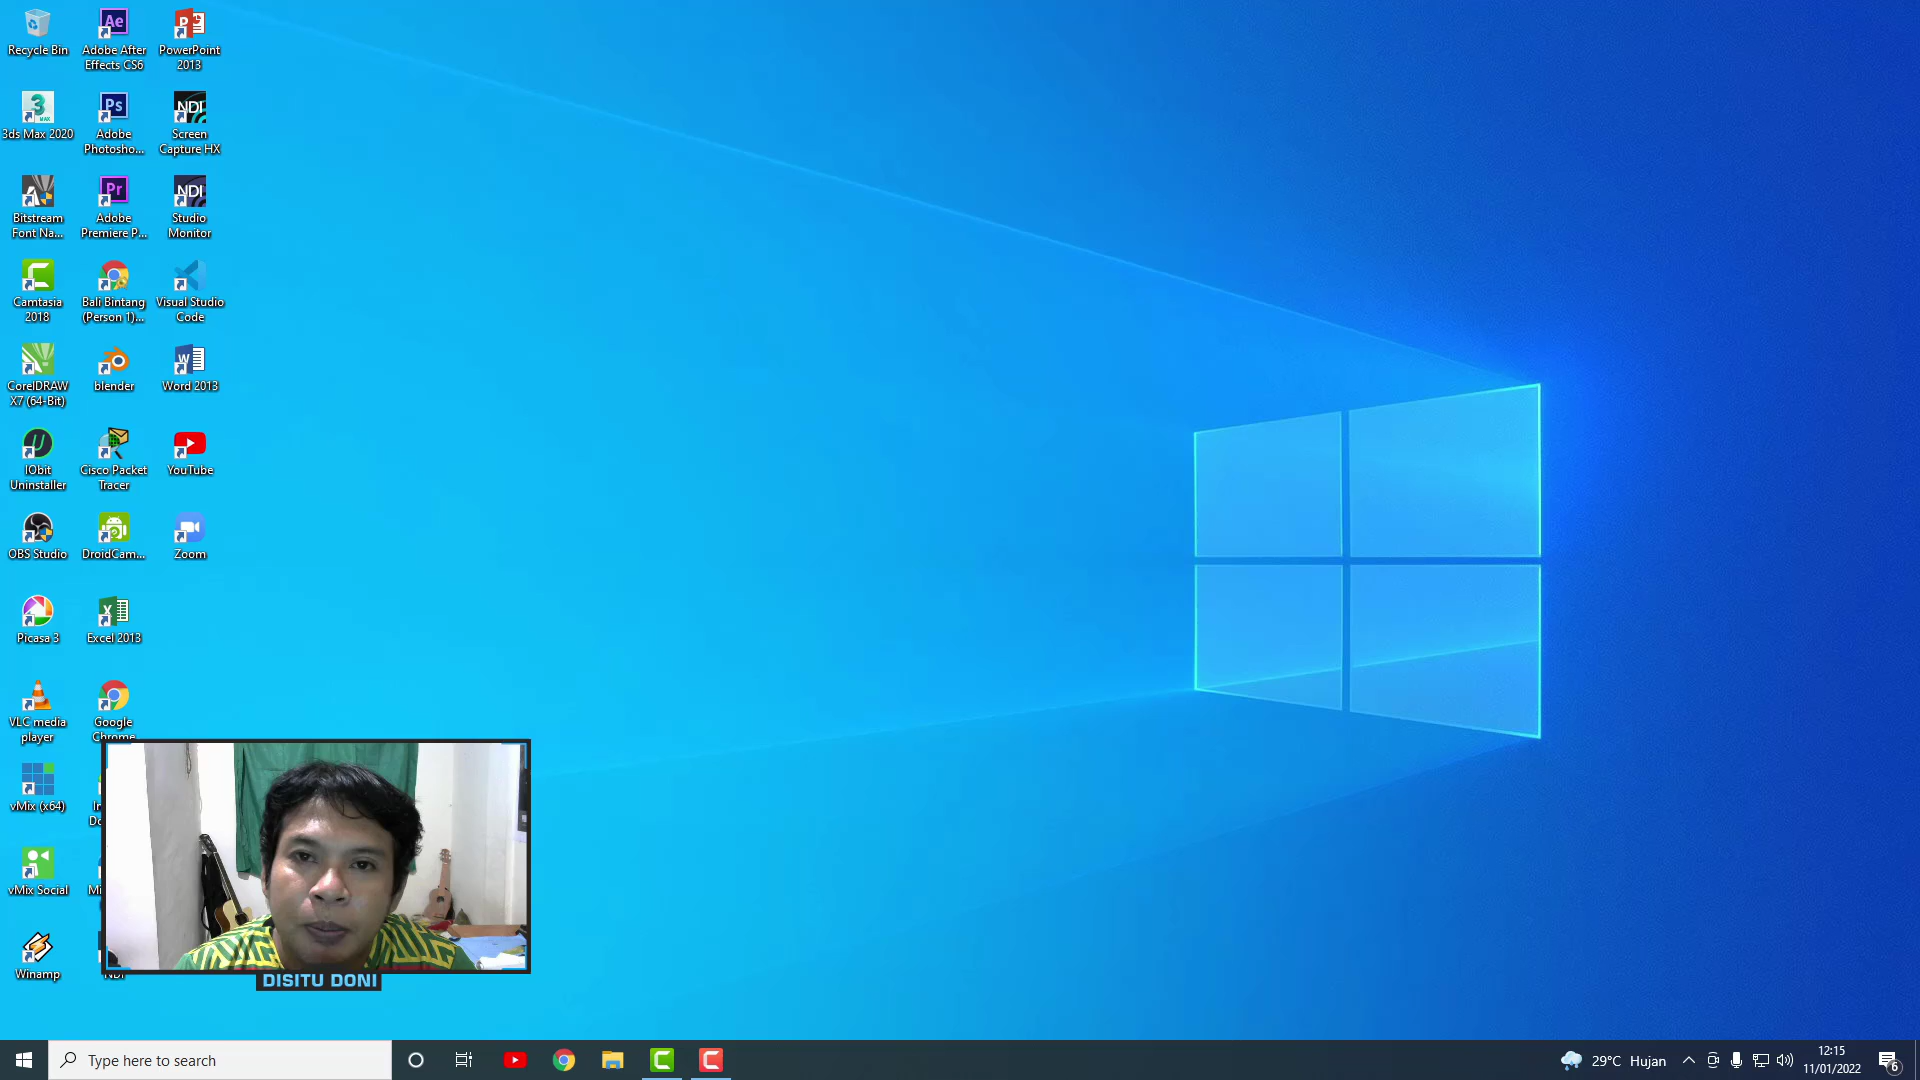 Recycle Bin
Adobe After
Effects CS6
PowerPoint
2013
3ds Max 2020
Adobe
Photosho...
Screen
Capture HX
Bitstream
Font Na...
Adobe
Premiere P...
Studio
Monitor
Camtasia
2018
Bali Bintang
(Person 1)...
Visual Studio
Code
CorelDRAW
X7 (64-Bit)
blender
Word 2013
IObit
Uninstaller
Cisco Packet
Tracer
YouTube
OBS Studio
DroidCam...
Zoom
Picasa 3
Excel 2013
VLC media
player
Google
Chrome
vMix (x64)
vMix Social
Winamp
NDI
DISITU DONI
Type here to search
29°C Hujan
12:15
11/01/2022
6